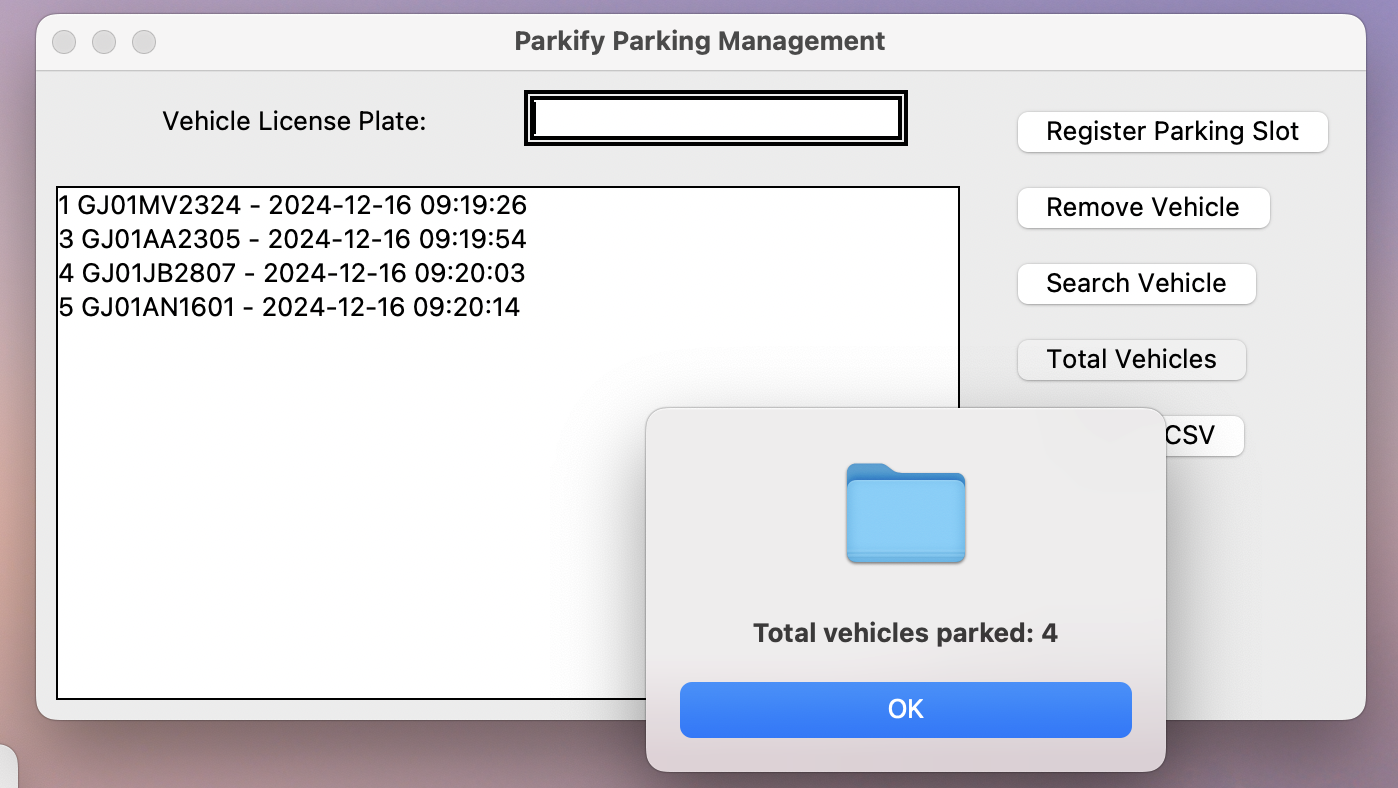 Parkify Parking Management
Vehicle License Plate:
Register Parking Slot
1 GJ01MV2324 - 2024-12-16 09:19:26
3 GJ01AA2305 - 2024-12-16 09:19:54
4 GJ01JB2807 - 2024-12-16 09:20:03
5 GJ01AN1601 - 2024-12-16 09:20:14
Remove Vehicle
Search Vehicle
Total Vehicles
CSV
Total vehicles parked: 4
OK